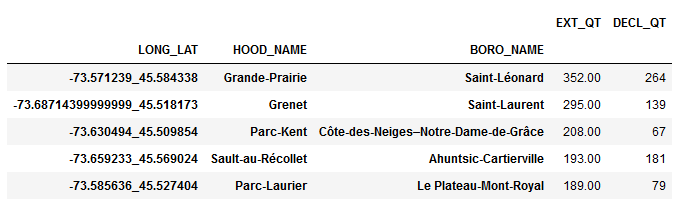 EXT_QT DECL_QT
LONG_LAT HOOD_NAME BORO_NAME
-73.571239_45.584338 Grande-Prairie Saint-Léonard 352.00 264
-73.68714399999999_45.518173 Grenet Saint-Laurent 295.00 139
-73.630494_45.509854 Parc-Kent Côte-des-Neiges–Notre-Dame-de-Grâce 208.00 67
-73.659233_45.569024 Sault-au-Récollet Ahuntsic-Cartierville 193.00 181
-73.585636_45.527404 Parc-Laurier Le Plateau-Mont-Royal 189.00 79